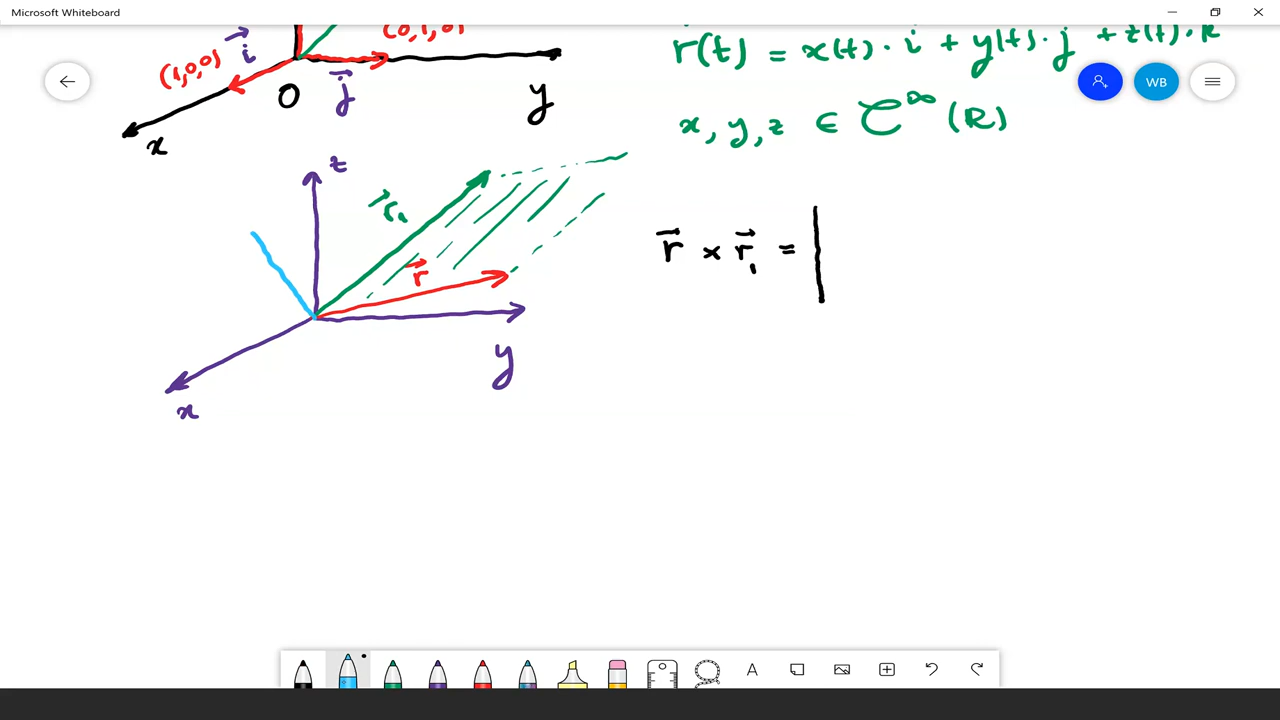 Microsoft Whiteboard
(0,1,0)
(1,0,0) i
r(t) = x(t) · i + y(t) · j + z(t) · k
WB
O j y
x
x, y, z ∈ C^∞ (R)
z
r₁
r
r × r₁ = |
y
x
A